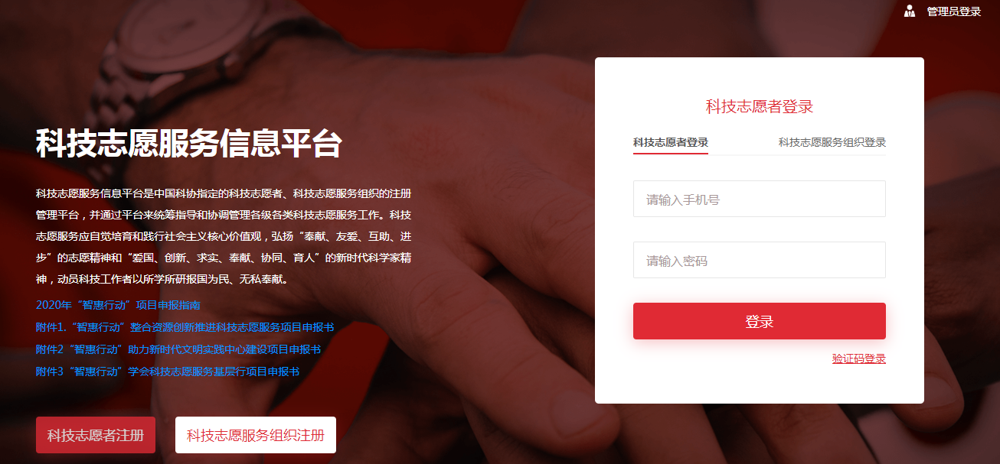 管理员登录
科技志愿服务信息平台
科技志愿服务信息平台是中国科协指定的科技志愿者、科技志愿服务组织的注册
管理平台，并通过平台来统筹指导和协调管理各级各类科技志愿服务工作。科技
志愿服务应自觉培育和践行社会主义核心价值观，弘扬“奉献、友爱、互助、进
步”的志愿精神和“爱国、创新、求实、奉献、协同、育人”的新时代科学家精
神，动员科技工作者以所学所研报国为民、无私奉献。
2020年“智惠行动”项目申报指南
附件1.“智惠行动”整合资源创新推进科技志愿服务项目申报书
附件2“智惠行动”助力新时代文明实践中心建设项目申报书
附件3“智惠行动”学会科技志愿服务基层行项目申报书
科技志愿者注册 科技志愿服务组织注册
科技志愿者登录
科技志愿者登录 科技志愿服务组织登录
请输入手机号
请输入密码
登录
验证码登录